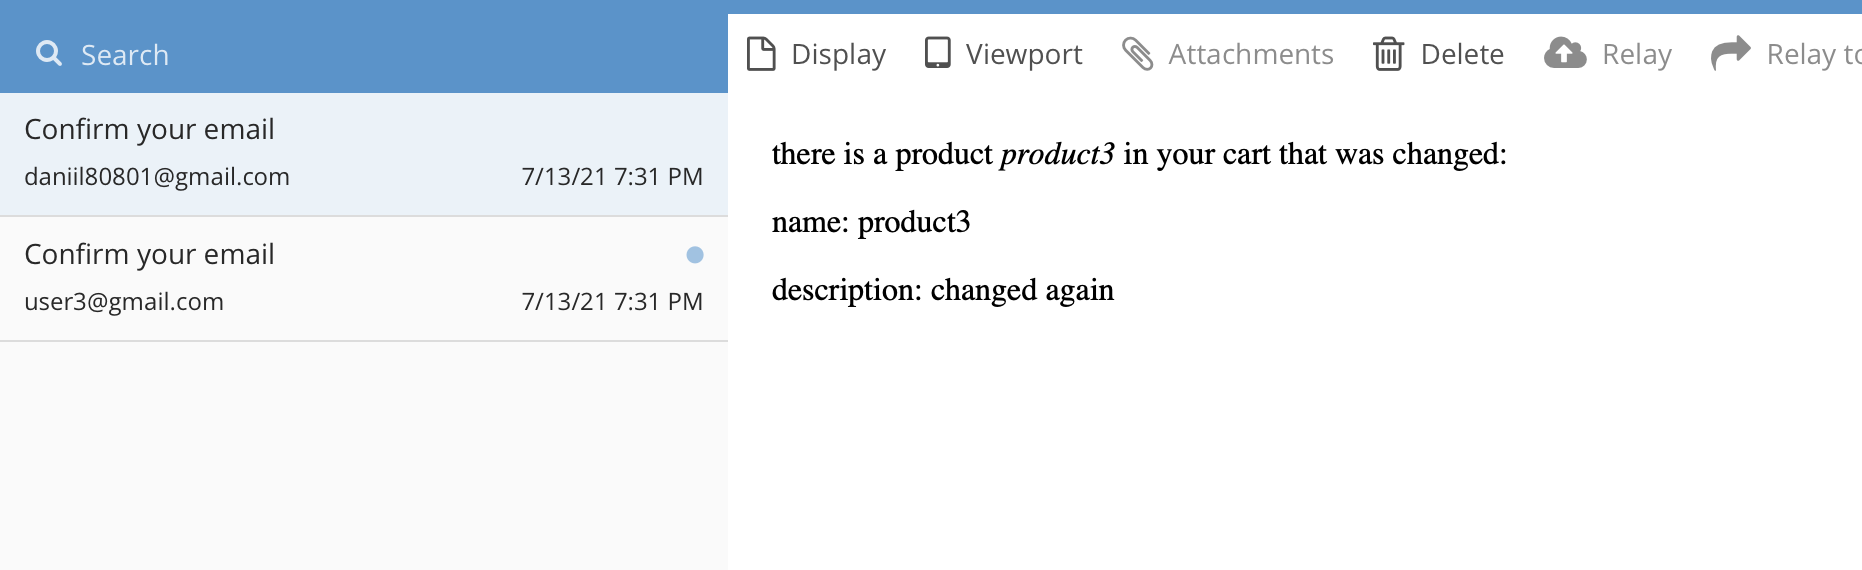 Search
Display Viewport Attachments Delete Relay Relay to
Confirm your email
daniil80801@gmail.com 7/13/21 7:31 PM
Confirm your email
user3@gmail.com 7/13/21 7:31 PM
there is a product product3 in your cart that was changed:
name: product3
description: changed again